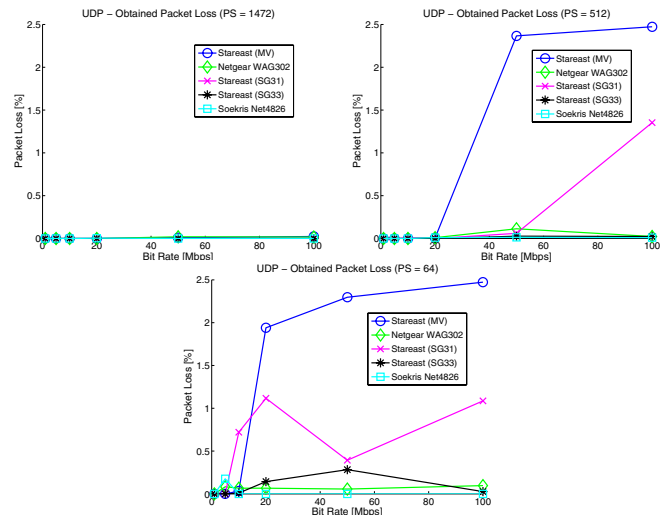 UDP – Obtained Packet Loss (PS = 1472)
2.5
2
1.5
1
0.5
0
Packet Loss [%]
Stareast (MV)
Netgear WAG302
Stareast (SG31)
Stareast (SG33)
Soekris Net4826
0 20 40 60 80 100
Bit Rate [Mbps]
UDP – Obtained Packet Loss (PS = 512)
2.5
2
1.5
1
0.5
0
Packet Loss [%]
Stareast (MV)
Netgear WAG302
Stareast (SG31)
Stareast (SG33)
Soekris Net4826
0 20 40 60 80 100
Bit Rate [Mbps]
UDP – Obtained Packet Loss (PS = 64)
2.5
2
1.5
1
0.5
0
Packet Loss [%]
Stareast (MV)
Netgear WAG302
Stareast (SG31)
Stareast (SG33)
Soekris Net4826
0 20 40 60 80 100
Bit Rate [Mbps]